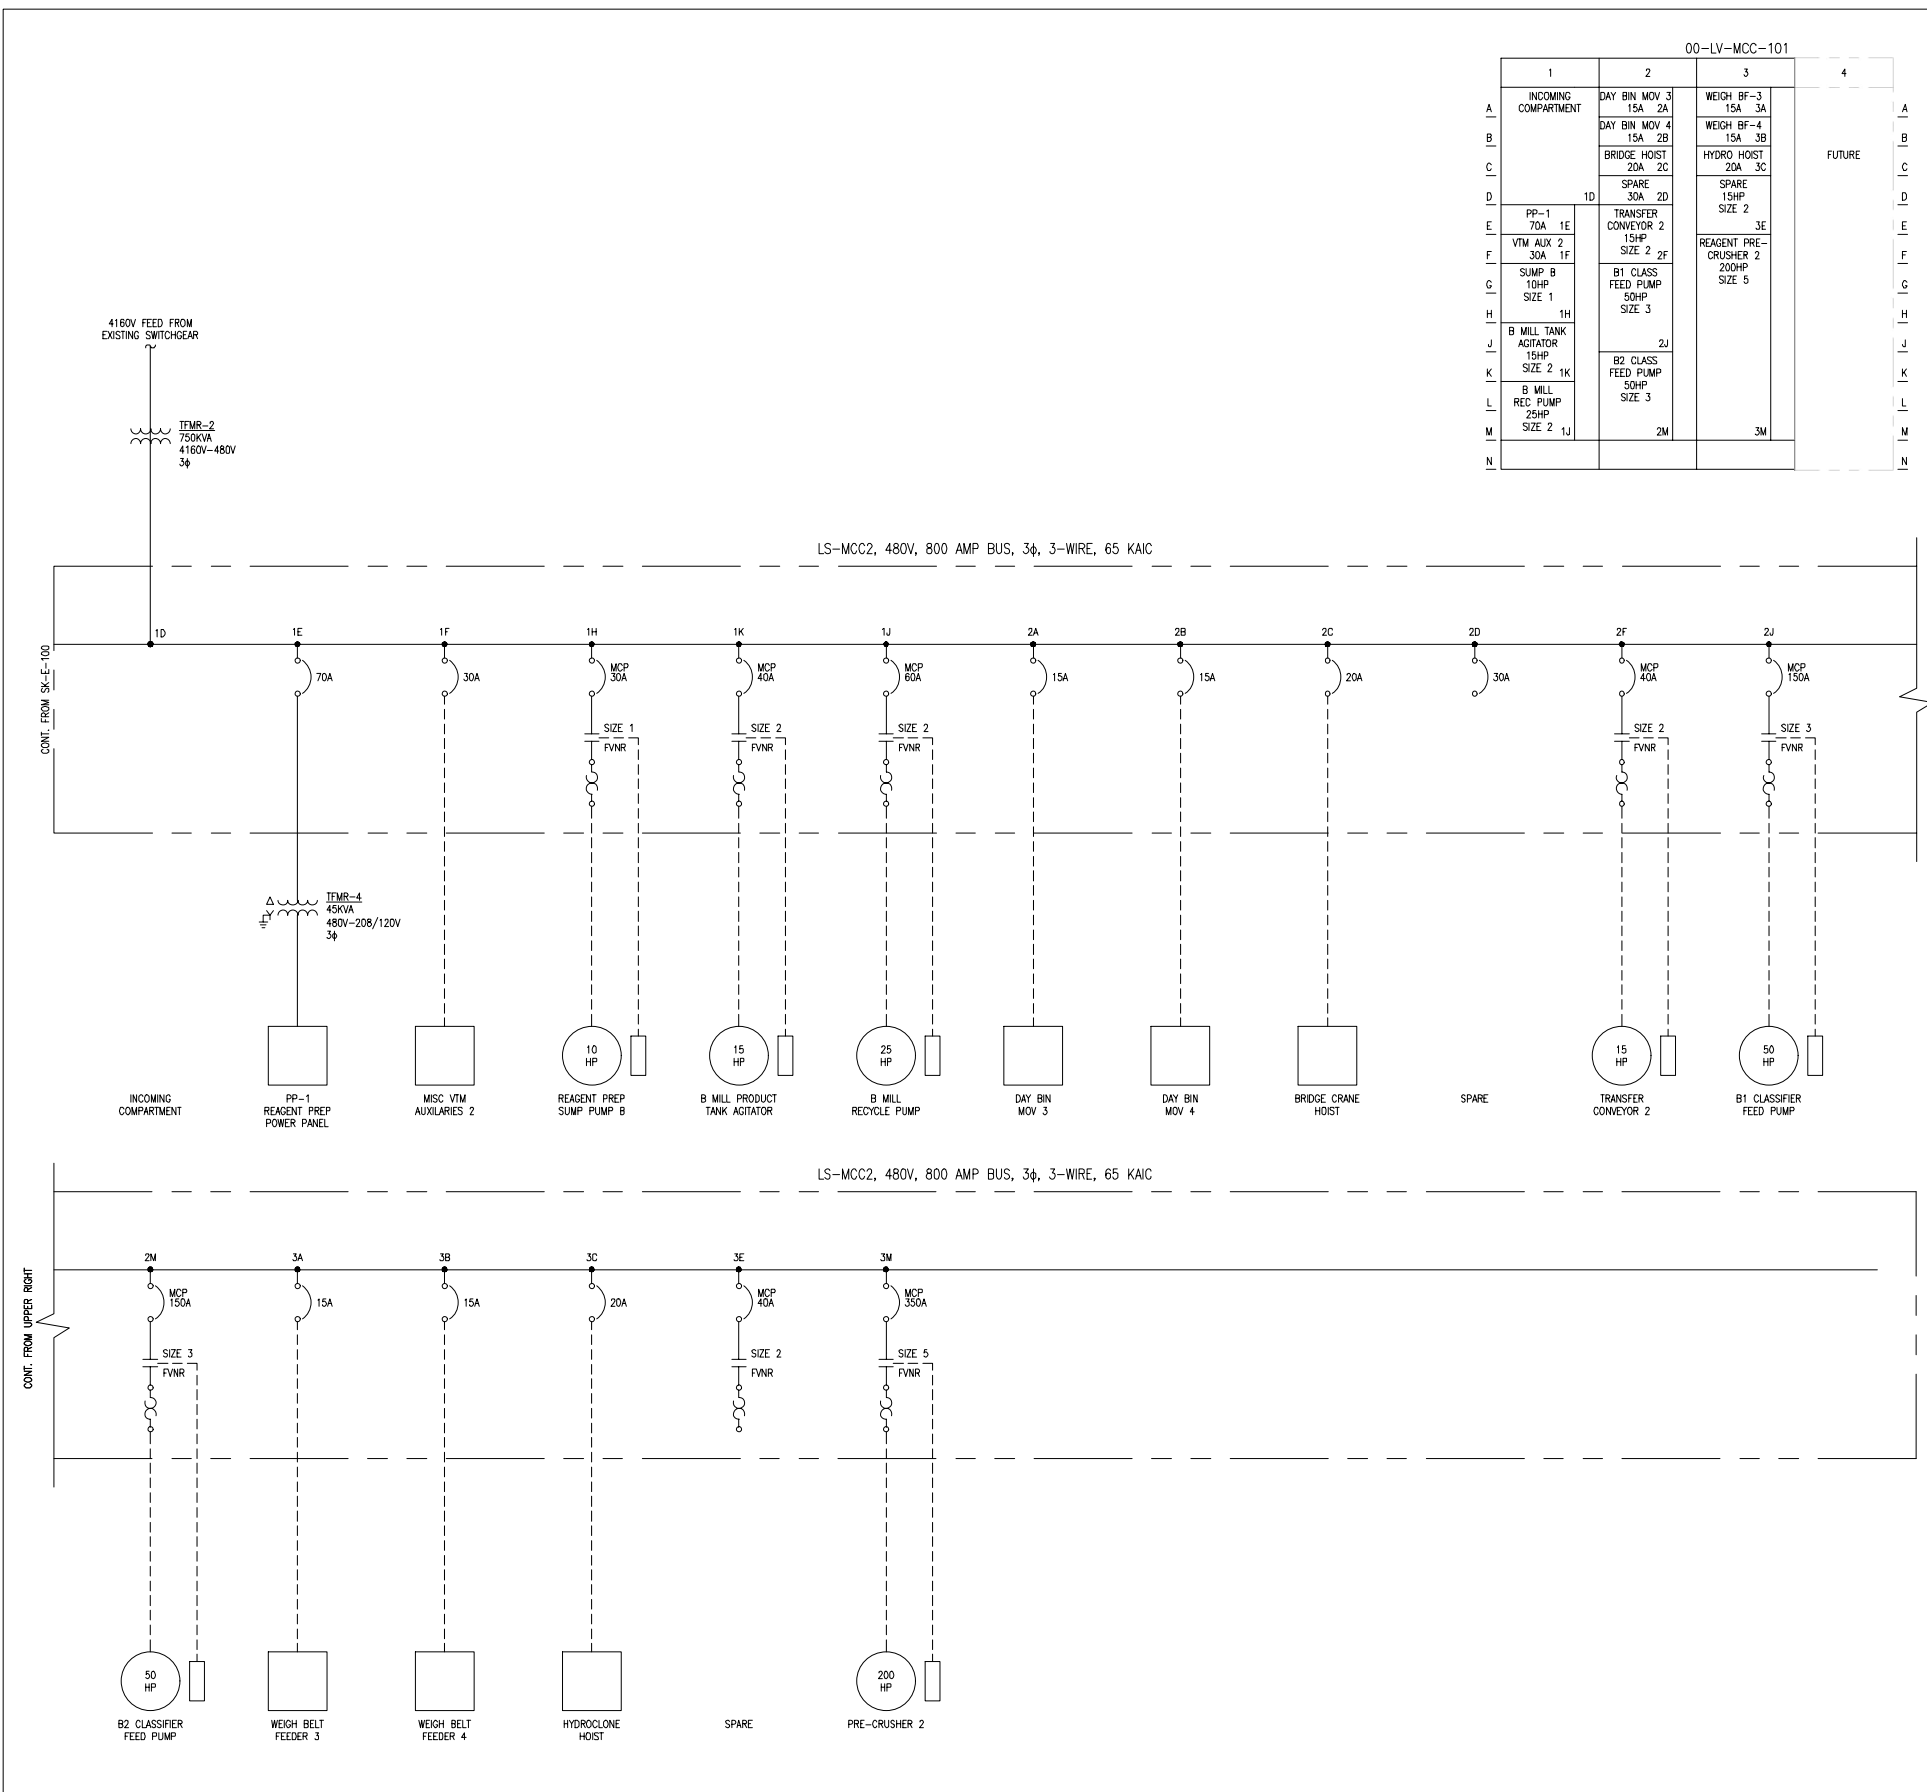 00-LV-MCC-101
1 2 3 4
A
B
C
D
E
F
G
H
J
K
L
M
N
INCOMING
COMPARTMENT
1D
PP-1
70A 1E
VTM AUX 2
30A 1F
SUMP B
10HP
SIZE 1
1H
B MILL TANK
AGITATOR
15HP
SIZE 2 1K
B MILL
REC PUMP
25HP
SIZE 2 1J
DAY BIN MOV 3
15A 2A
DAY BIN MOV 4
15A 2B
BRIDGE HOIST
20A 2C
SPARE
30A 2D
TRANSFER
CONVEYOR 2
15HP
SIZE 2 2F
B1 CLASS
FEED PUMP
50HP
SIZE 3
2J
B2 CLASS
FEED PUMP
50HP
SIZE 3
2M
WEIGH BF-3
15A 3A
WEIGH BF-4
15A 3B
HYDRO HOIST
20A 3C
SPARE
15HP
SIZE 2
3E
REAGENT PRE-
CRUSHER 2
200HP
SIZE 5
3M
FUTURE
A
B
C
D
E
F
G
H
J
K
L
M
N
4160V FEED FROM
EXISTING SWITCHGEAR
TFMR-2
750KVA
4160V-480V
3ϕ
LS-MCC2, 480V, 800 AMP BUS, 3ϕ, 3-WIRE, 65 KAIC
CONT. FROM SK-E-100
1D 1E 1F 1H 1K 1J 2A 2B 2C 2D 2F 2J
70A
30A
MCP
30A
MCP
40A
MCP
60A
15A
15A
20A
30A
MCP
40A
MCP
150A
SIZE 1
FVNR
SIZE 2
FVNR
SIZE 2
FVNR
SIZE 2
FVNR
SIZE 3
FVNR
TFMR-4
45KVA
480V-208/120V
3ϕ
10
HP
15
HP
25
HP
15
HP
50
HP
INCOMING
COMPARTMENT
PP-1
REAGENT PREP
POWER PANEL
MISC VTM
AUXILARIES 2
REAGENT PREP
SUMP PUMP B
B MILL PRODUCT
TANK AGITATOR
B MILL
RECYCLE PUMP
DAY BIN
MOV 3
DAY BIN
MOV 4
BRIDGE CRANE
HOIST
SPARE
TRANSFER
CONVEYOR 2
B1 CLASSIFIER
FEED PUMP
LS-MCC2, 480V, 800 AMP BUS, 3ϕ, 3-WIRE, 65 KAIC
CONT. FROM UPPER RIGHT
2M 3A 3B 3C 3E 3M
MCP
150A
15A
15A
20A
MCP
40A
MCP
350A
SIZE 3
FVNR
SIZE 2
FVNR
SIZE 5
FVNR
50
HP
200
HP
B2 CLASSIFIER
FEED PUMP
WEIGH BELT
FEEDER 3
WEIGH BELT
FEEDER 4
HYDROCLONE
HOIST
SPARE
PRE-CRUSHER 2